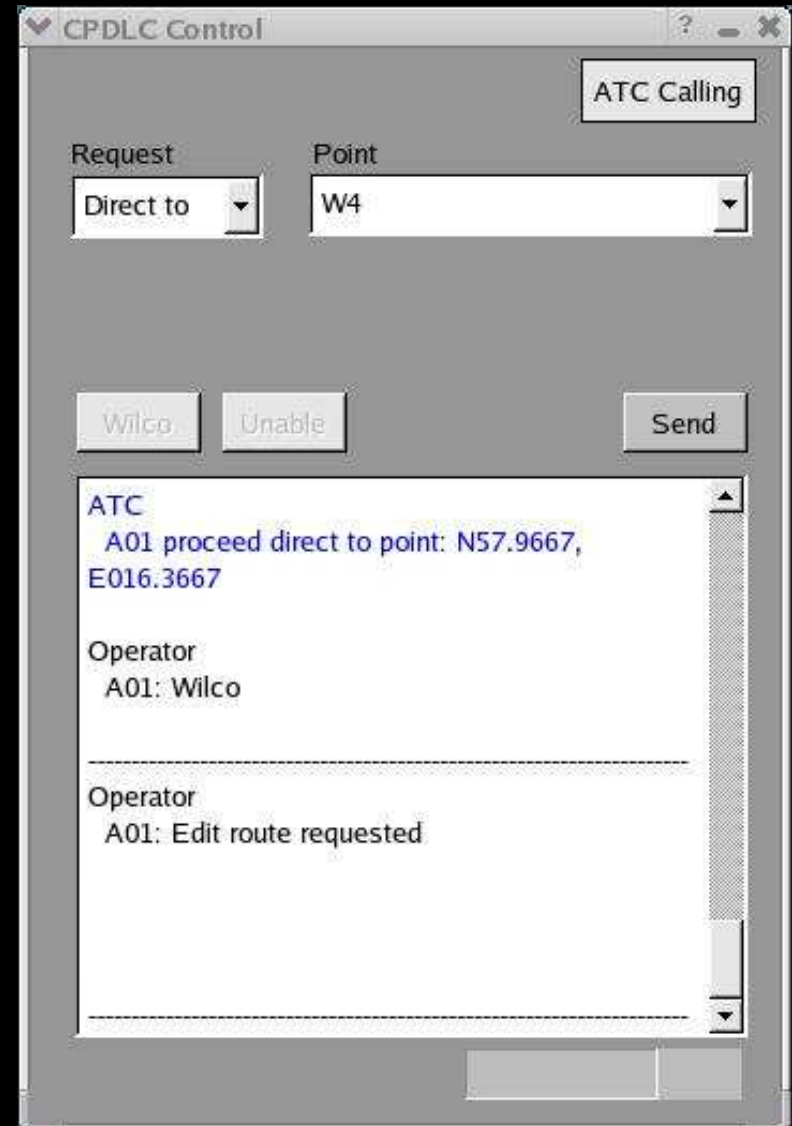 CPDLC Control ?
ATC Calling
Request Point
Direct to W4
Wilco Unable Send
ATC
A01 proceed direct to point: N57.9667,
E016.3667
Operator
A01: Wilco
------------------------------------------------------------
Operator
A01: Edit route requested
------------------------------------------------------------